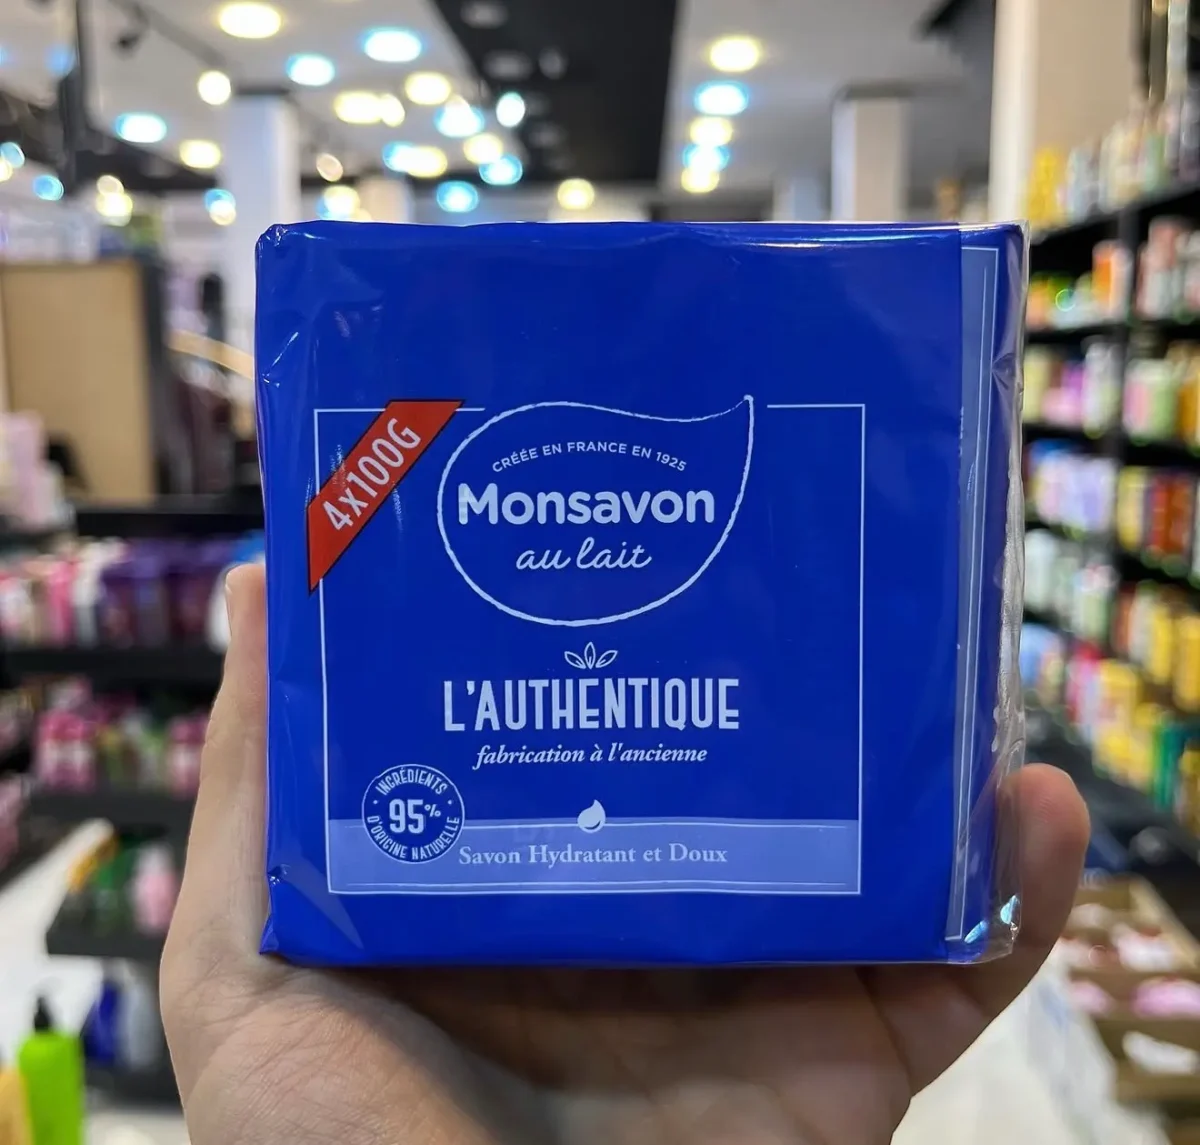 4x100G
CRÉÉE EN FRANCE EN 1925
Monsavon
au lait
L'AUTHENTIQUE
fabrication à l'ancienne
INGRÉDIENTS
95%
D'ORIGINE NATURELLE
Savon Hydratant et Doux